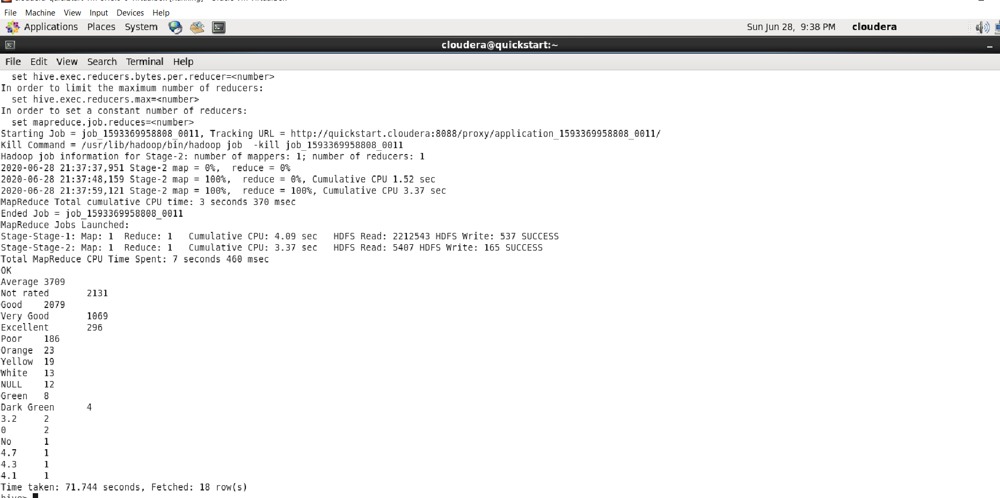 File Machine View Input Devices Help
Applications Places System Sun Jun 28, 9:38 PM cloudera
cloudera@quickstart:~
File Edit View Search Terminal Help
  set hive.exec.reducers.bytes.per.reducer=<number>
In order to limit the maximum number of reducers:
  set hive.exec.reducers.max=<number>
In order to set a constant number of reducers:
  set mapreduce.job.reduces=<number>
Starting Job = job_1593369958808_0011, Tracking URL = http://quickstart.cloudera:8088/proxy/application_1593369958808_0011/
Kill Command = /usr/lib/hadoop/bin/hadoop job  -kill job_1593369958808_0011
Hadoop job information for Stage-2: number of mappers: 1; number of reducers: 1
2020-06-28 21:37:37,951 Stage-2 map = 0%,  reduce = 0%
2020-06-28 21:37:48,159 Stage-2 map = 100%,  reduce = 0%, Cumulative CPU 1.52 sec
2020-06-28 21:37:59,121 Stage-2 map = 100%,  reduce = 100%, Cumulative CPU 3.37 sec
MapReduce Total cumulative CPU time: 3 seconds 370 msec
Ended Job = job_1593369958808_0011
MapReduce Jobs Launched:
Stage-Stage-1: Map: 1  Reduce: 1   Cumulative CPU: 4.09 sec   HDFS Read: 2212543 HDFS Write: 537 SUCCESS
Stage-Stage-2: Map: 1  Reduce: 1   Cumulative CPU: 3.37 sec   HDFS Read: 5407 HDFS Write: 165 SUCCESS
Total MapReduce CPU Time Spent: 7 seconds 460 msec
OK
Average 3709
Not rated       2131
Good    2079
Very Good       1069
Excellent       296
Poor    186
Orange  23
Yellow  19
White   13
NULL    12
Green   8
Dark Green      4
3.2     2
0       2
No      1
4.7     1
4.3     1
4.1     1
Time taken: 71.744 seconds, Fetched: 18 row(s)
hive>